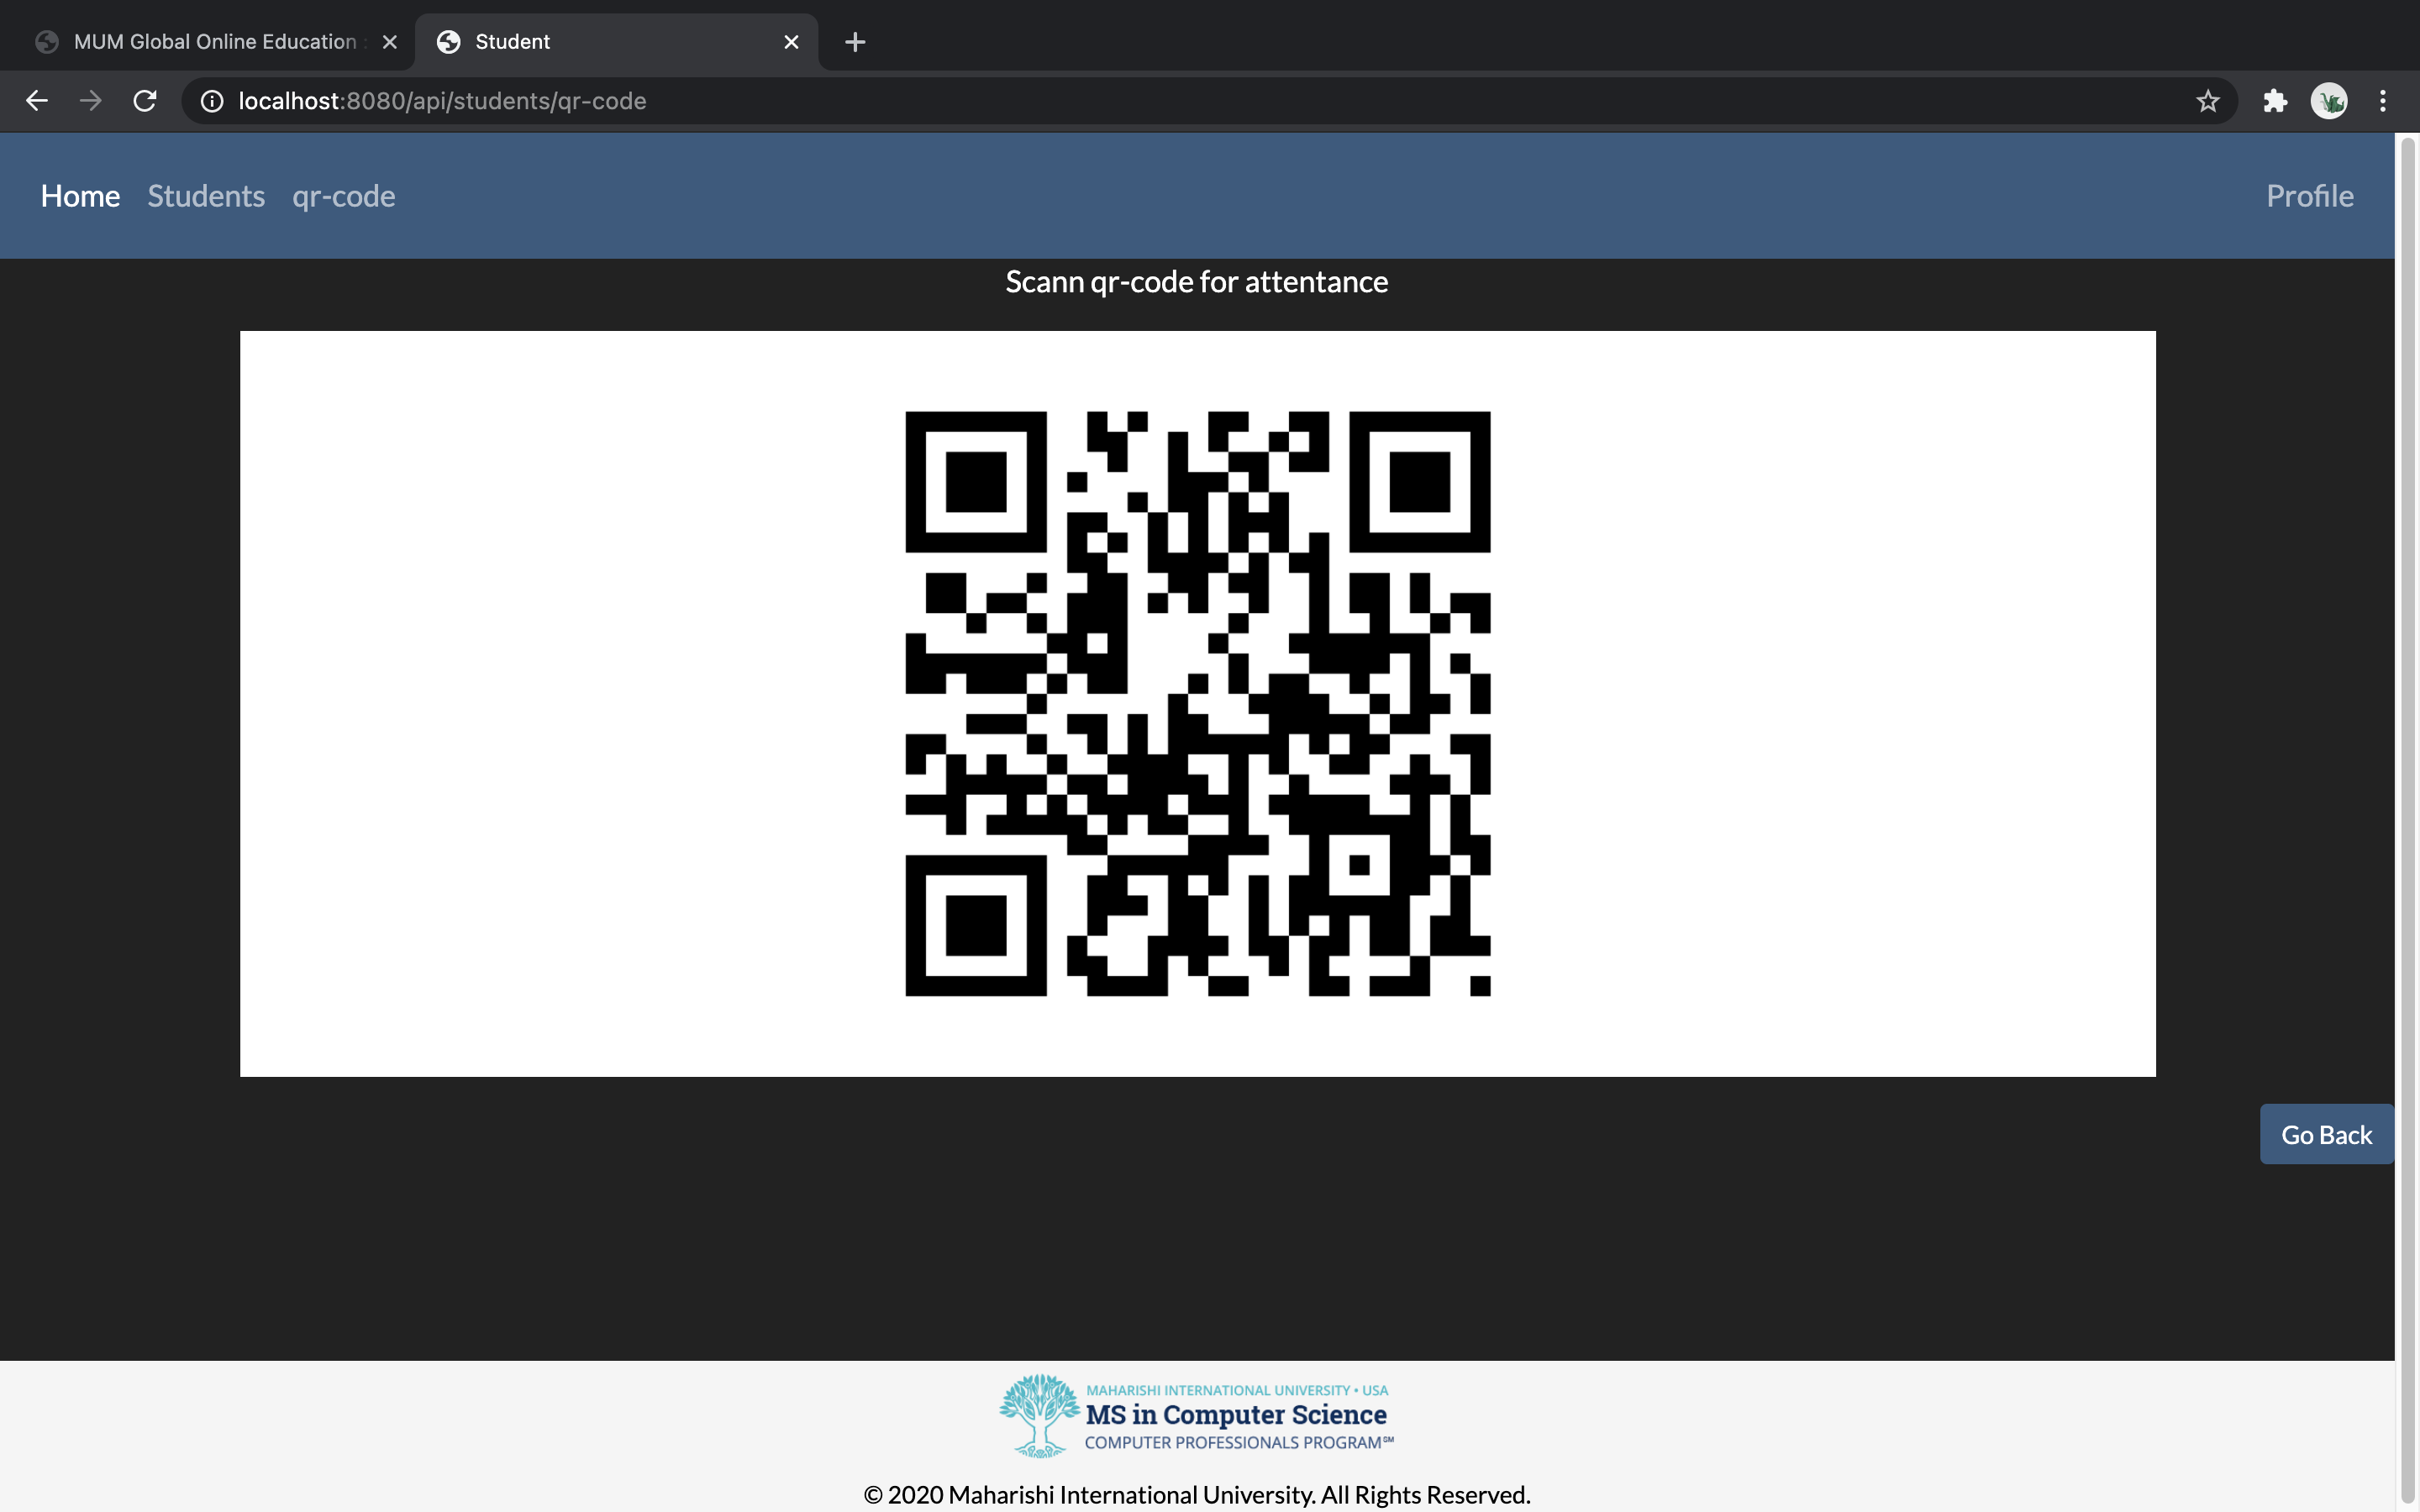 MUM Global Online Education :
Student
localhost:8080/api/students/qr-code
Home Students qr-code Profile
Scann qr-code for attentance
Go Back
MAHARISHI INTERNATIONAL UNIVERSITY • USA
MS in Computer Science
COMPUTER PROFESSIONALS PROGRAM℠
© 2020 Maharishi International University. All Rights Reserved.